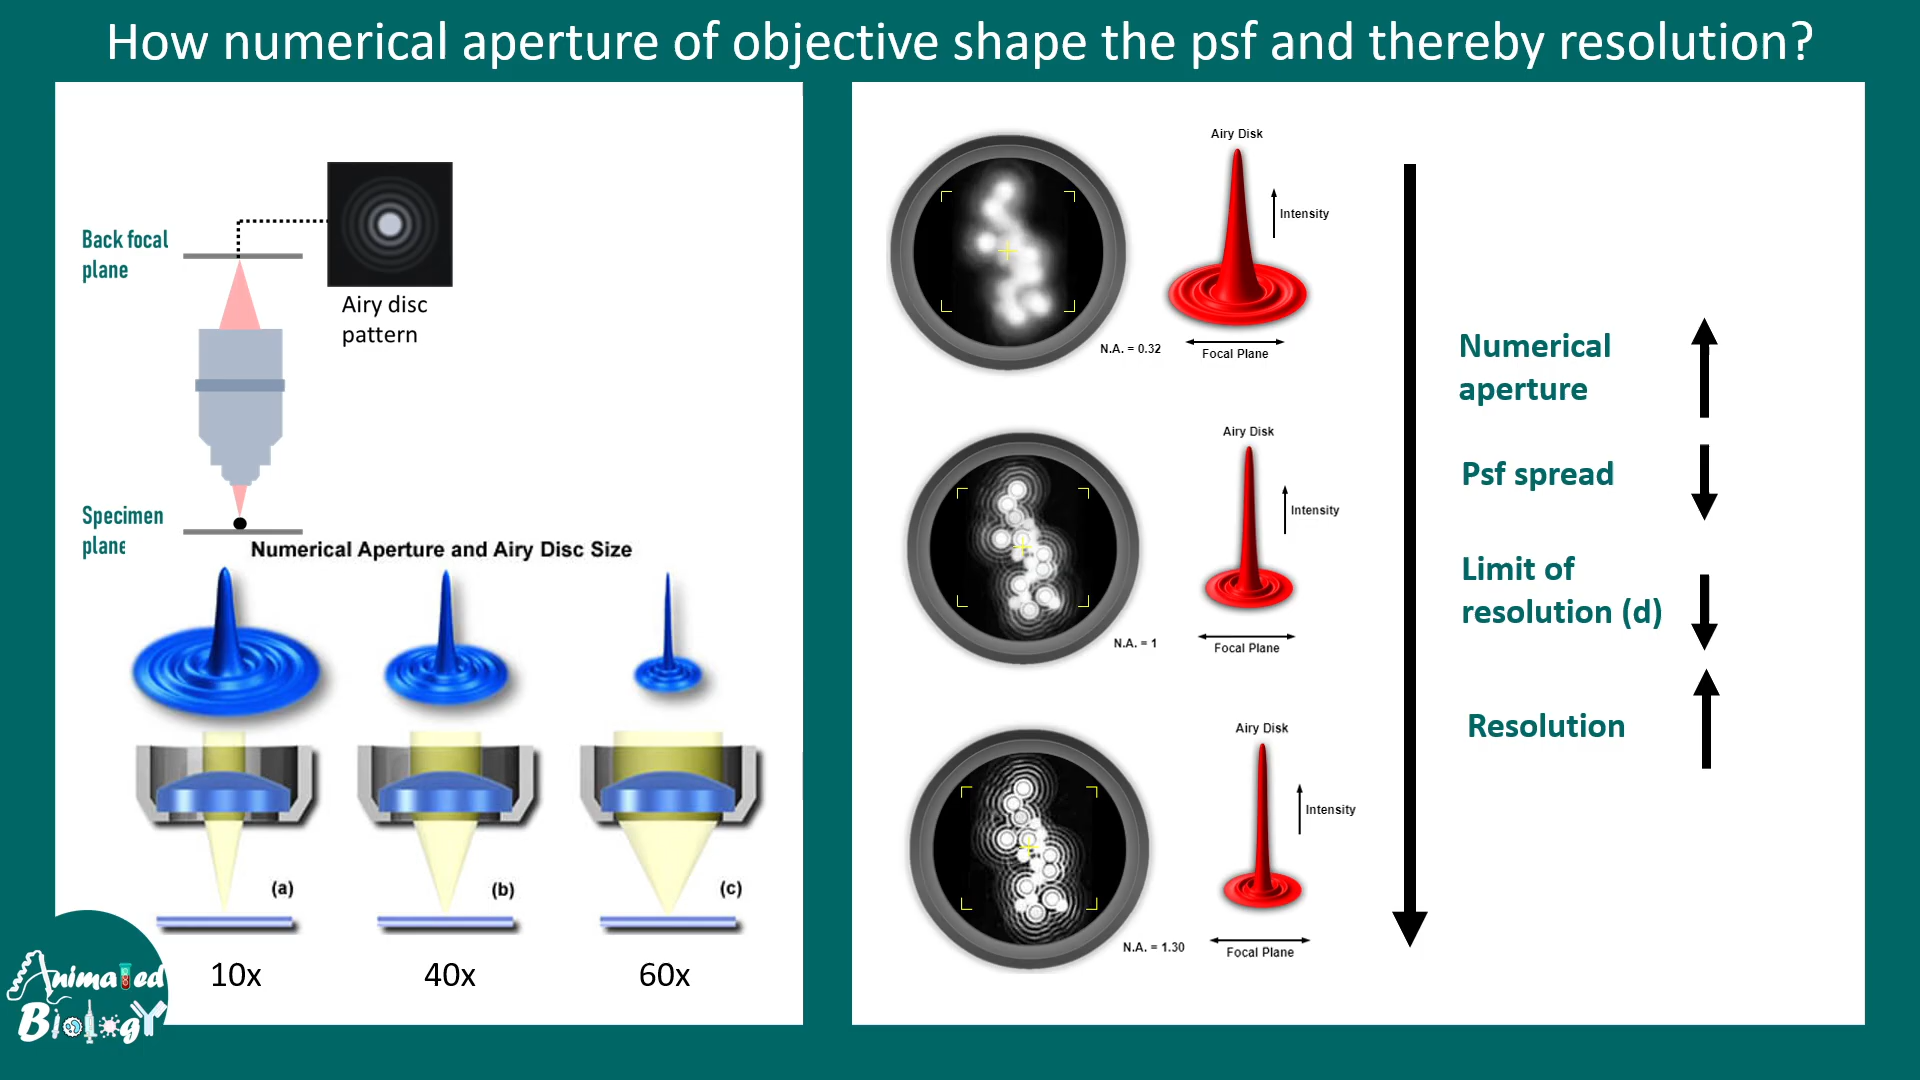 How numerical aperture of objective shape the psf and thereby resolution?
Back focal
plane
Airy disc
pattern
Specimen
plane
Numerical Aperture and Airy Disc Size
(a)
(b)
(c)
10x
40x
60x
Animated
Biology
Airy Disk
Intensity
N.A. = 0.32
Focal Plane
Airy Disk
Intensity
N.A. = 1
Focal Plane
Airy Disk
Intensity
N.A. = 1.30
Focal Plane
Numerical
aperture
Psf spread
Limit of
resolution (d)
Resolution